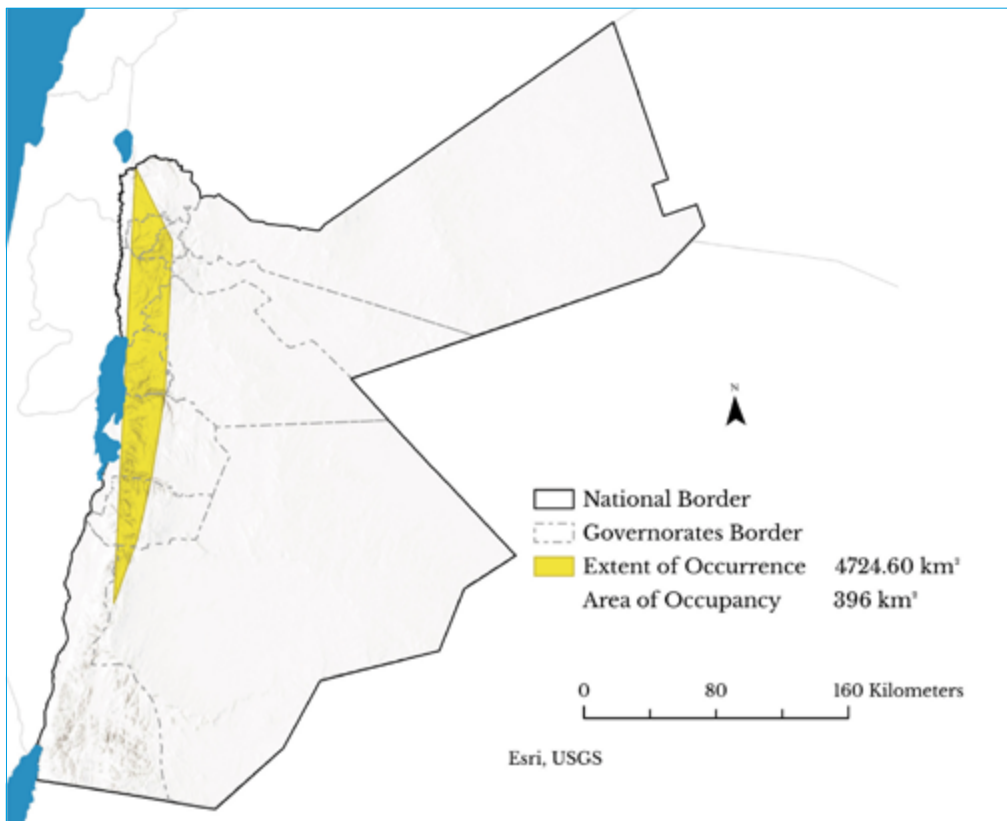 N
National Border
Governorates Border
Extent of Occurrence 4724.60 km²
Area of Occupancy 396 km²
0 80 160 Kilometers
Esri, USGS